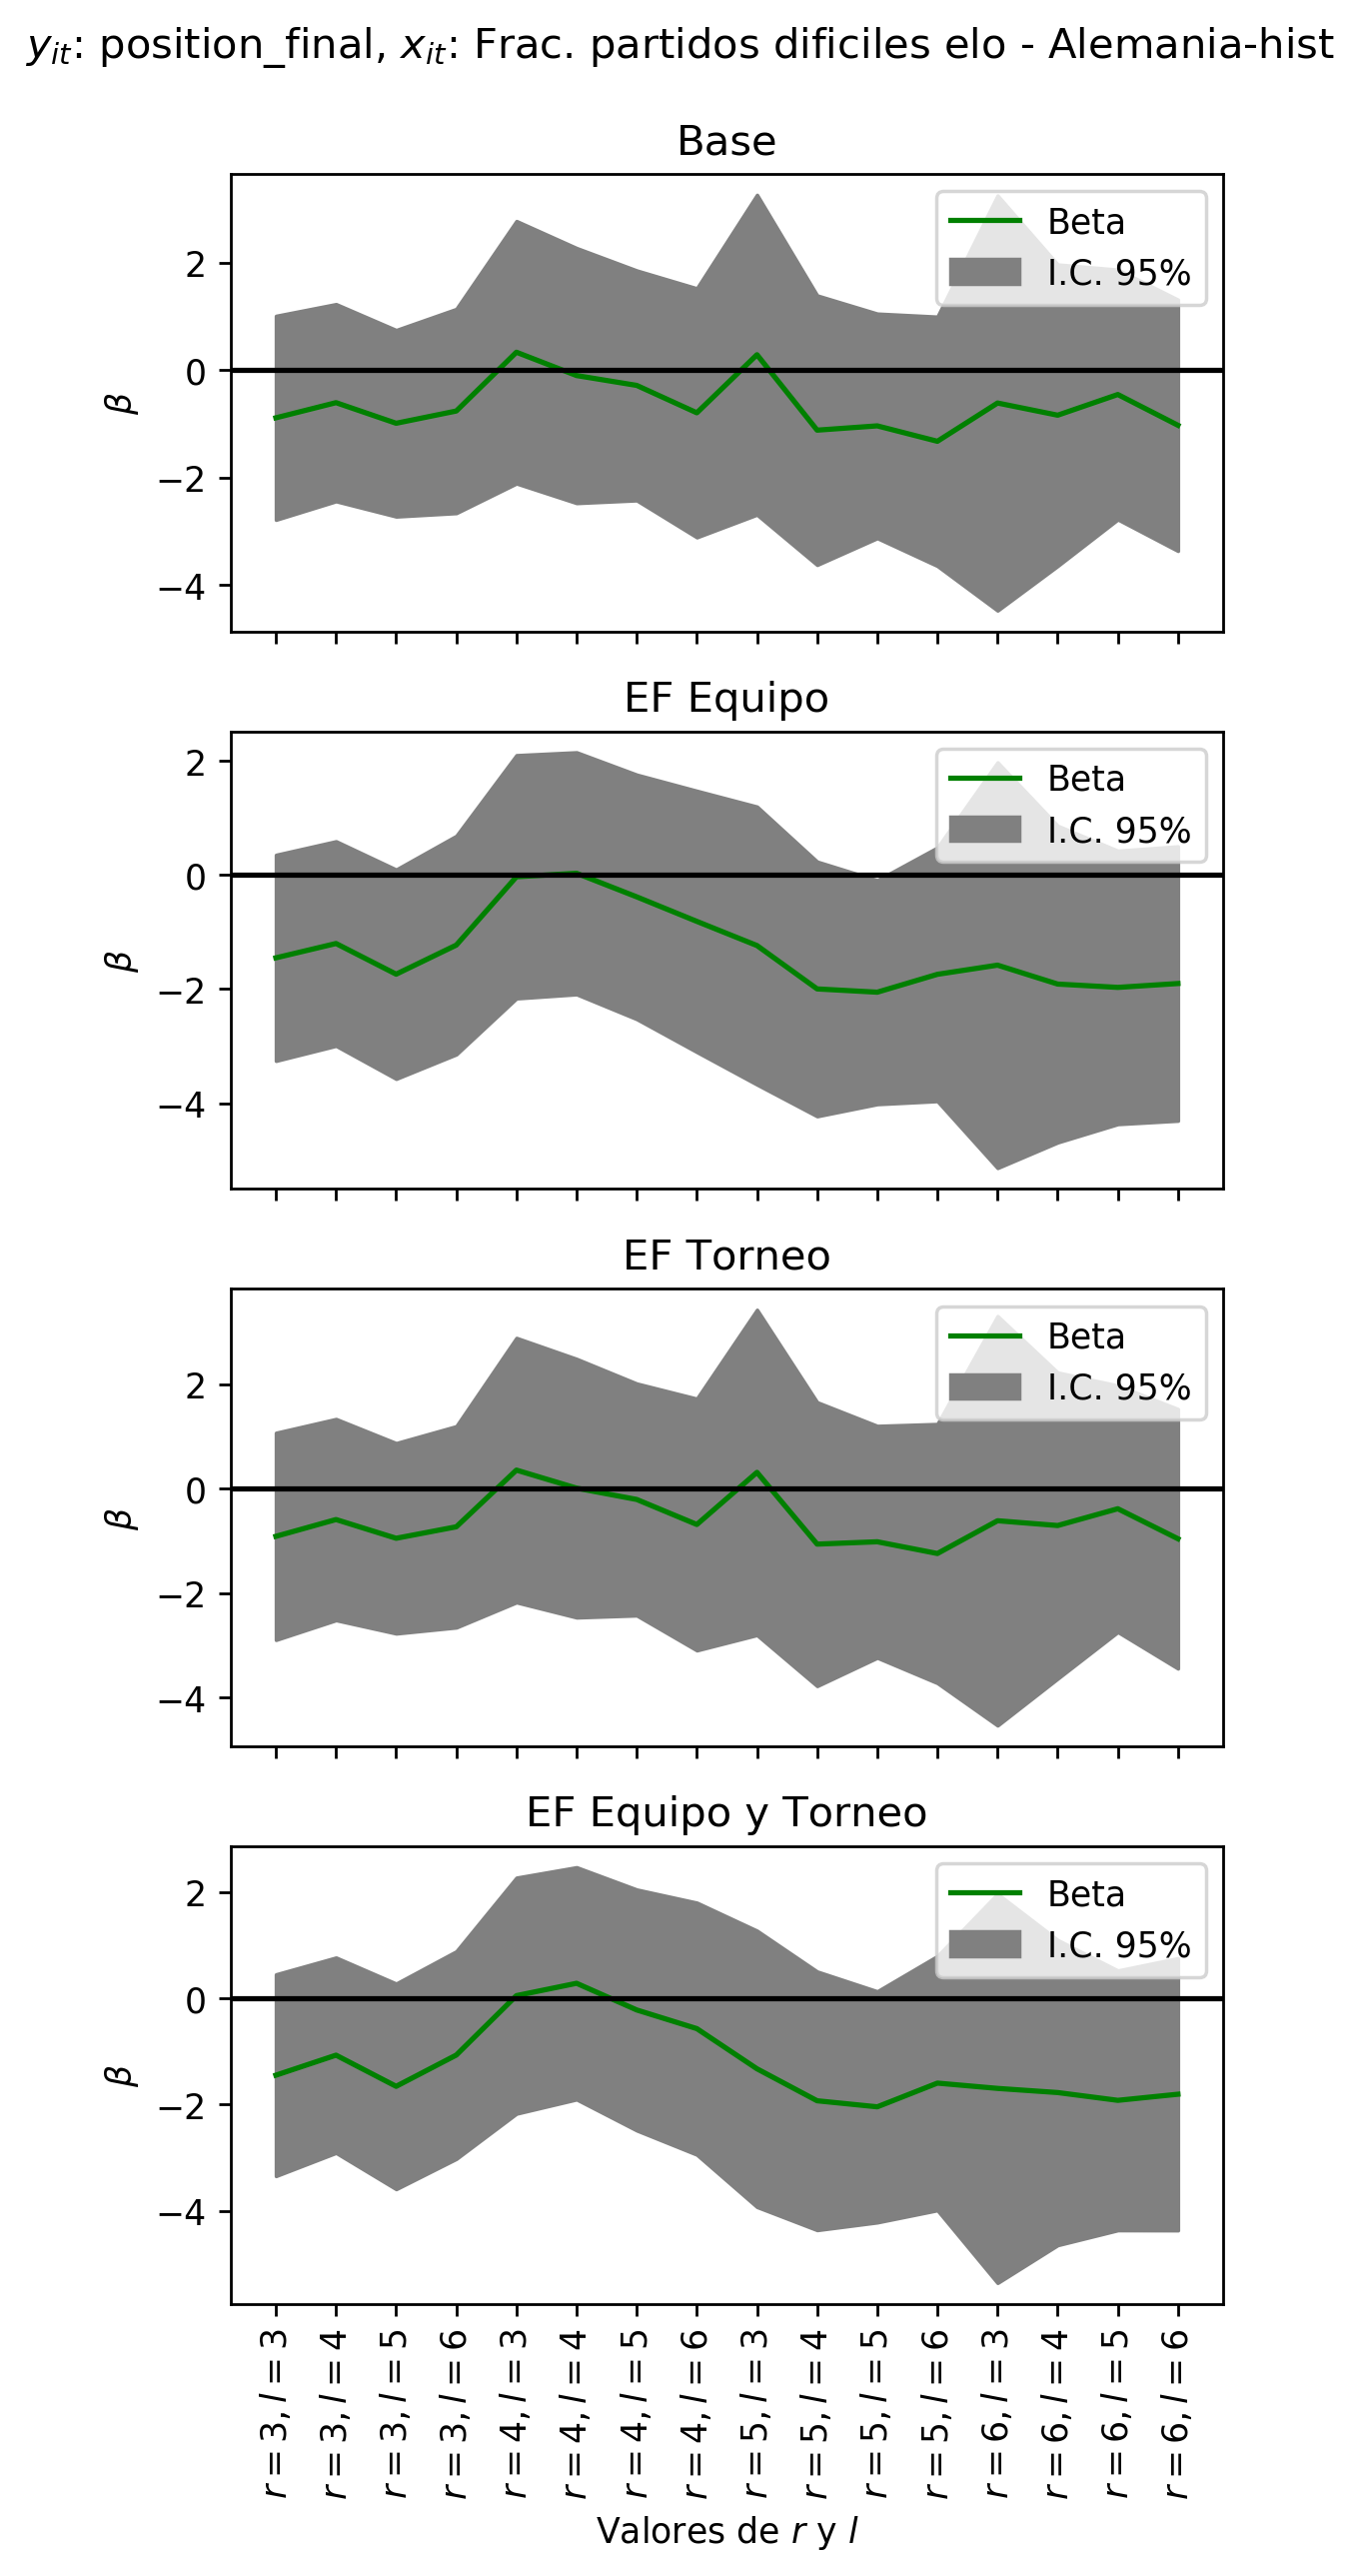 y_it: position_final, x_it: Frac. partidos dificiles elo - Alemania-hist
Base
Beta
I.C. 95%
2
0
−2
−4
β
EF Equipo
Beta
I.C. 95%
2
0
−2
−4
β
EF Torneo
Beta
I.C. 95%
2
0
−2
−4
β
EF Equipo y Torneo
Beta
I.C. 95%
2
0
−2
−4
β
r = 3, l = 3
r = 3, l = 4
r = 3, l = 5
r = 3, l = 6
r = 4, l = 3
r = 4, l = 4
r = 4, l = 5
r = 4, l = 6
r = 5, l = 3
r = 5, l = 4
r = 5, l = 5
r = 5, l = 6
r = 6, l = 3
r = 6, l = 4
r = 6, l = 5
r = 6, l = 6
Valores de r y l